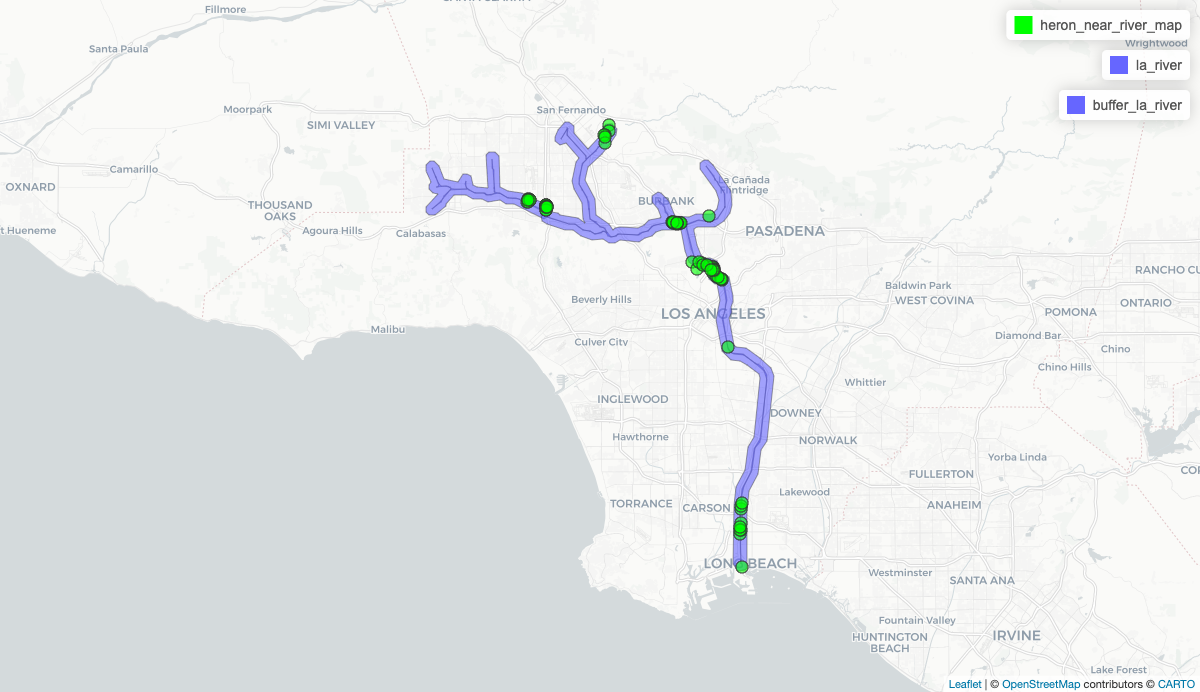 Fillmore
heron_near_river_map
Santa Paula
Wrightwood
la_river
Moorpark
San Fernando
buffer_la_river
SIMI VALLEY
Camarillo
OXNARD
La Cañada
Flintridge
THOUSAND
OAKS
BURBANK
t Hueneme
Agoura Hills
Calabasas
PASADENA
RANCHO CU
Baldwin Park
WEST COVINA
ONTARIO
Beverly Hills
LOS ANGELES
POMONA
Malibu
Culver City
Diamond Bar
Chino
Chino Hills
Whittier
INGLEWOOD
DOWNEY
Hawthorne
NORWALK
Yorba Linda
FULLERTON
COR
Lakewood
TORRANCE
CARSON
ANAHEIM
LONG BEACH
Westminster
SANTA ANA
Fountain Valley
HUNTINGTON
BEACH
IRVINE
Lake Forest
Leaflet | © OpenStreetMap contributors © CARTO